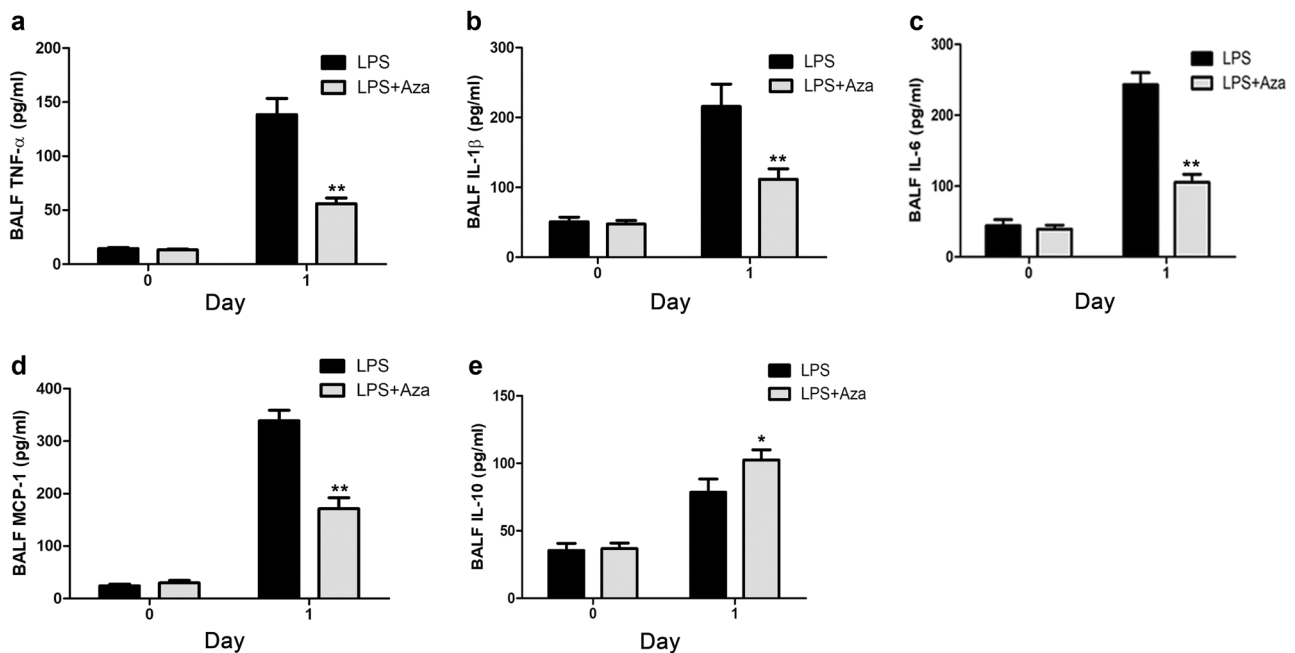 a
BALF TNF-α (pg/ml)
200
150
100
50
0
LPS
LPS+Aza
**
0
1
Day
b
BALF IL-1β (pg/ml)
300
200
100
0
LPS
LPS+Aza
**
0
1
Day
c
BALF IL-6 (pg/ml)
300
200
100
0
LPS
LPS+Aza
**
0
1
Day
d
BALF MCP-1 (pg/ml)
400
300
200
100
0
LPS
LPS+Aza
**
0
1
Day
e
BALF IL-10 (pg/ml)
150
100
50
0
LPS
LPS+Aza
*
0
1
Day